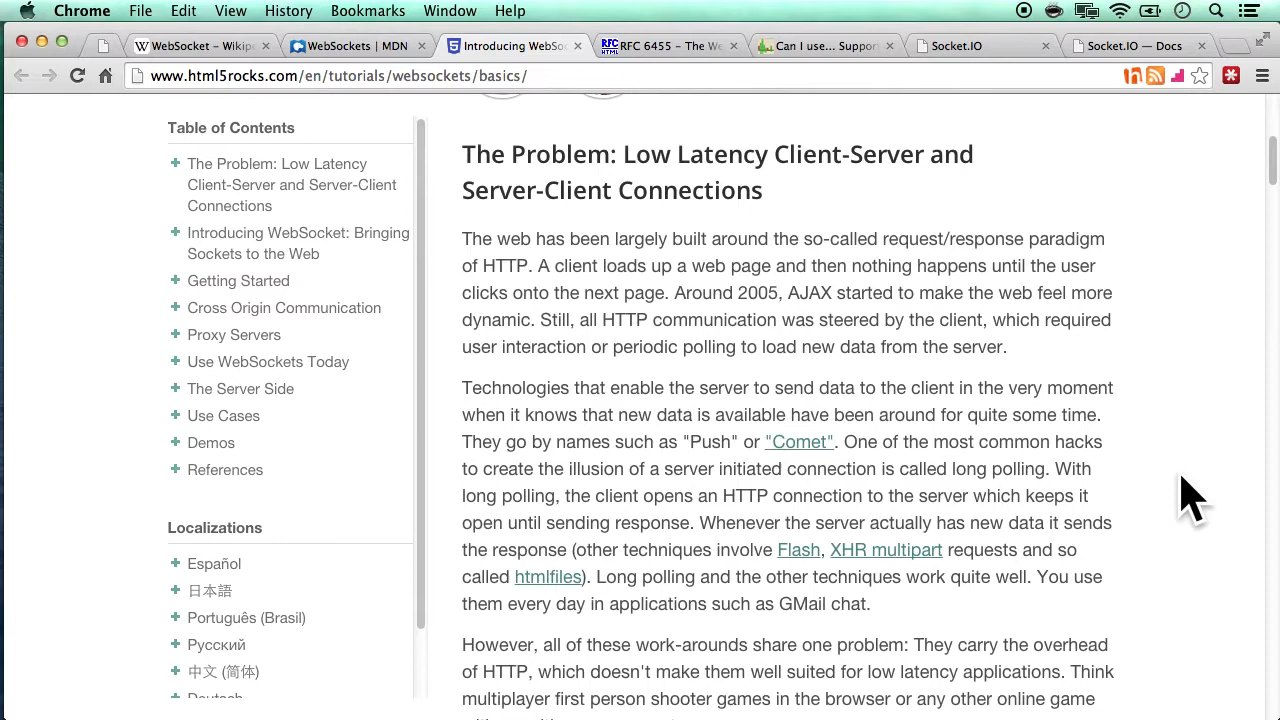 Chrome File Edit View History Bookmarks Window Help
WebSocket – Wikip
WebSockets | MDN
Introducing WebSo
RFC 6455 – The We
Can I use... Suppor
Socket.IO
Socket.IO — Docs
www.html5rocks.com/en/tutorials/websockets/basics/
Table of Contents
The Problem: Low Latency
Client-Server and Server-Client
Connections
Introducing WebSocket: Bringing
Sockets to the Web
Getting Started
Cross Origin Communication
Proxy Servers
Use WebSockets Today
The Server Side
Use Cases
Demos
References
Localizations
Español
日本語
Português (Brasil)
Русский
中文 (简体)
Deutsch
The Problem: Low Latency Client-Server and
Server-Client Connections
The web has been largely built around the so-called request/response paradigm
of HTTP. A client loads up a web page and then nothing happens until the user
clicks onto the next page. Around 2005, AJAX started to make the web feel more
dynamic. Still, all HTTP communication was steered by the client, which required
user interaction or periodic polling to load new data from the server.
Technologies that enable the server to send data to the client in the very moment
when it knows that new data is available have been around for quite some time.
They go by names such as "Push" or "Comet". One of the most common hacks
to create the illusion of a server initiated connection is called long polling. With
long polling, the client opens an HTTP connection to the server which keeps it
open until sending response. Whenever the server actually has new data it sends
the response (other techniques involve Flash, XHR multipart requests and so
called htmlfiles). Long polling and the other techniques work quite well. You use
them every day in applications such as GMail chat.
However, all of these work-arounds share one problem: They carry the overhead
of HTTP, which doesn't make them well suited for low latency applications. Think
multiplayer first person shooter games in the browser or any other online game